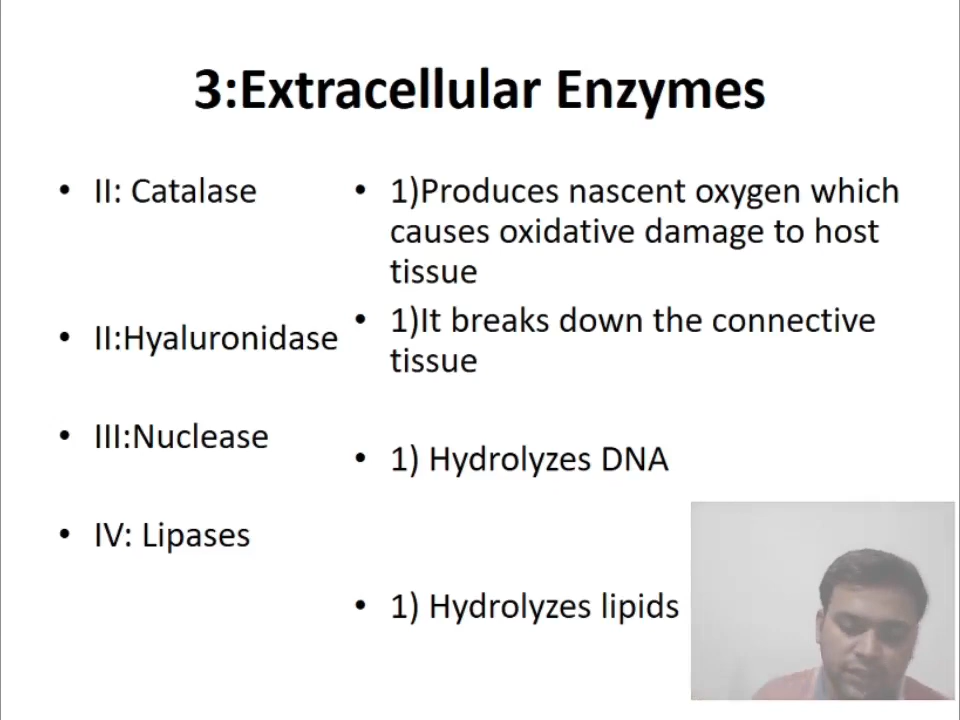 3:Extracellular Enzymes
• II: Catalase
• II:Hyaluronidase
• III:Nuclease
• IV: Lipases
• 1)Produces nascent oxygen which
causes oxidative damage to host
tissue
• 1)It breaks down the connective
tissue
• 1) Hydrolyzes DNA
• 1) Hydrolyzes lipids